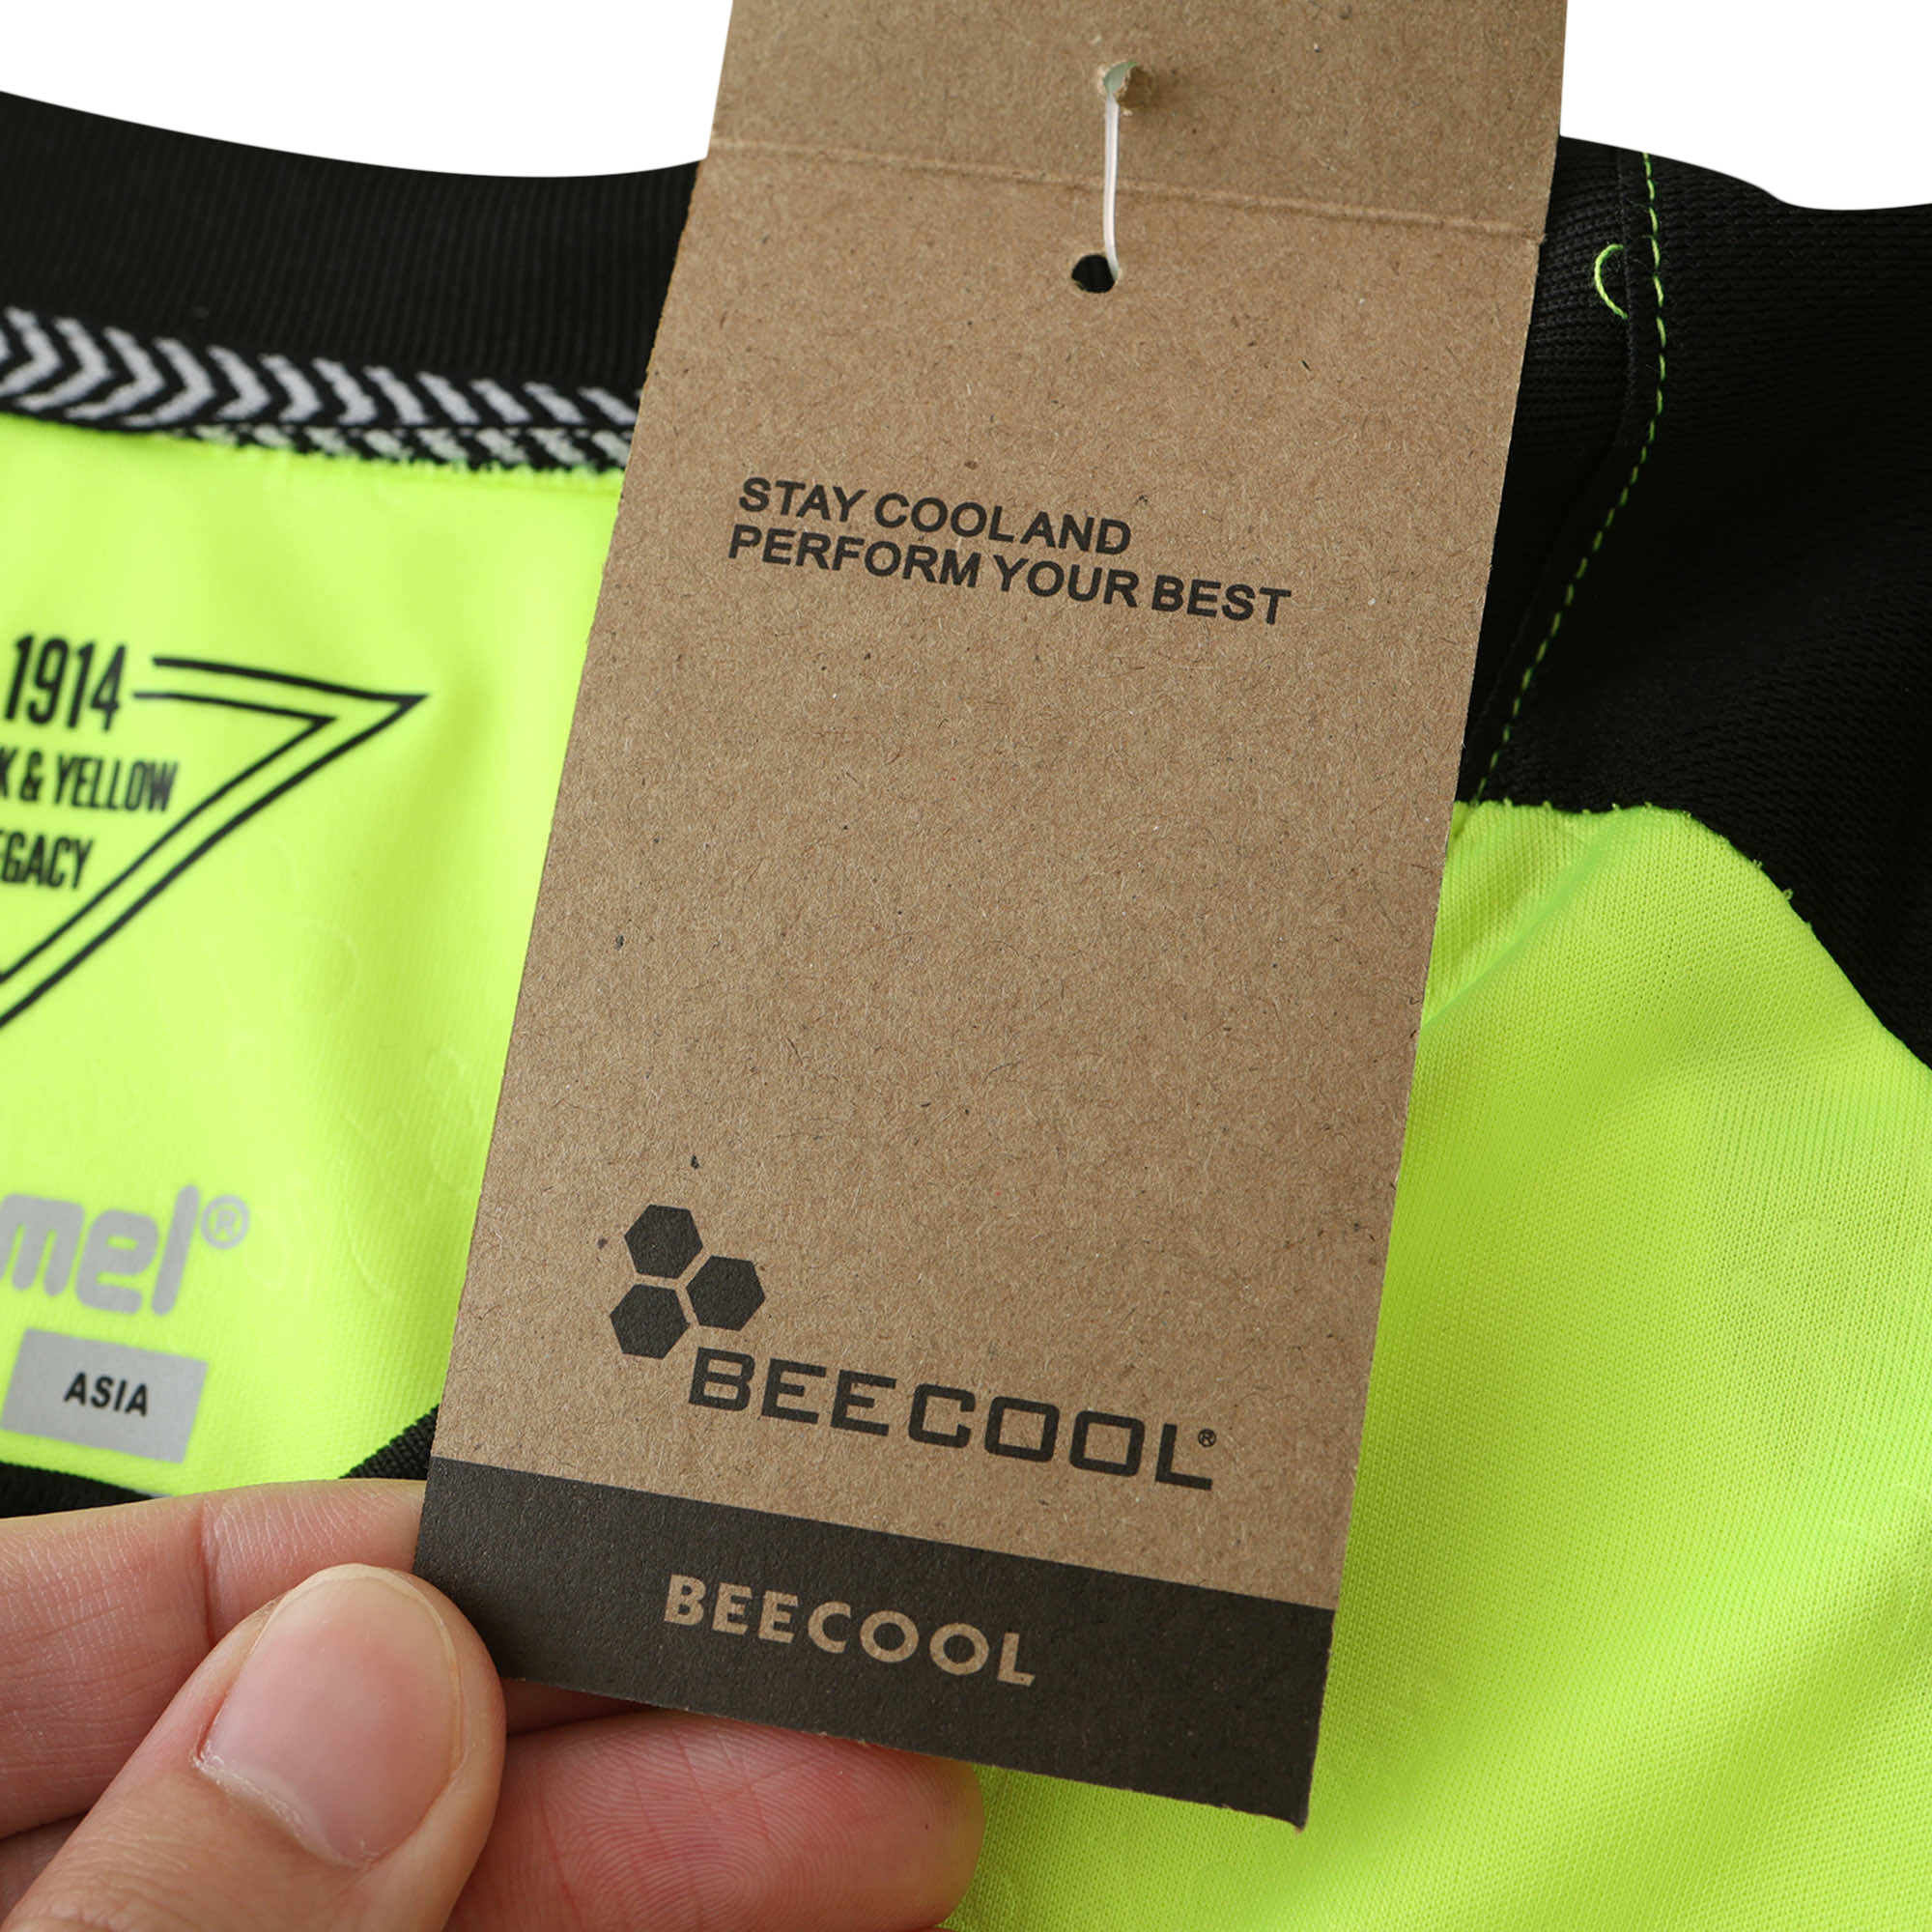 STAY COOL AND
PERFORM YOUR BEST
1914
K & YELLOW
EGACY
mel®
ASIA
BEECOOL®
BEECOOL